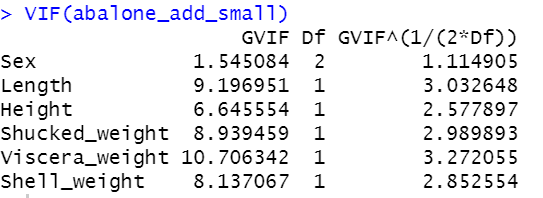 > VIF(abalone_add_small)
GVIF Df GVIF^(1/(2*Df))
Sex 1.545084 2 1.114905
Length 9.196951 1 3.032648
Height 6.645554 1 2.577897
Shucked_weight 8.939459 1 2.989893
Viscera_weight 10.706342 1 3.272055
Shell_weight 8.137067 1 2.852554